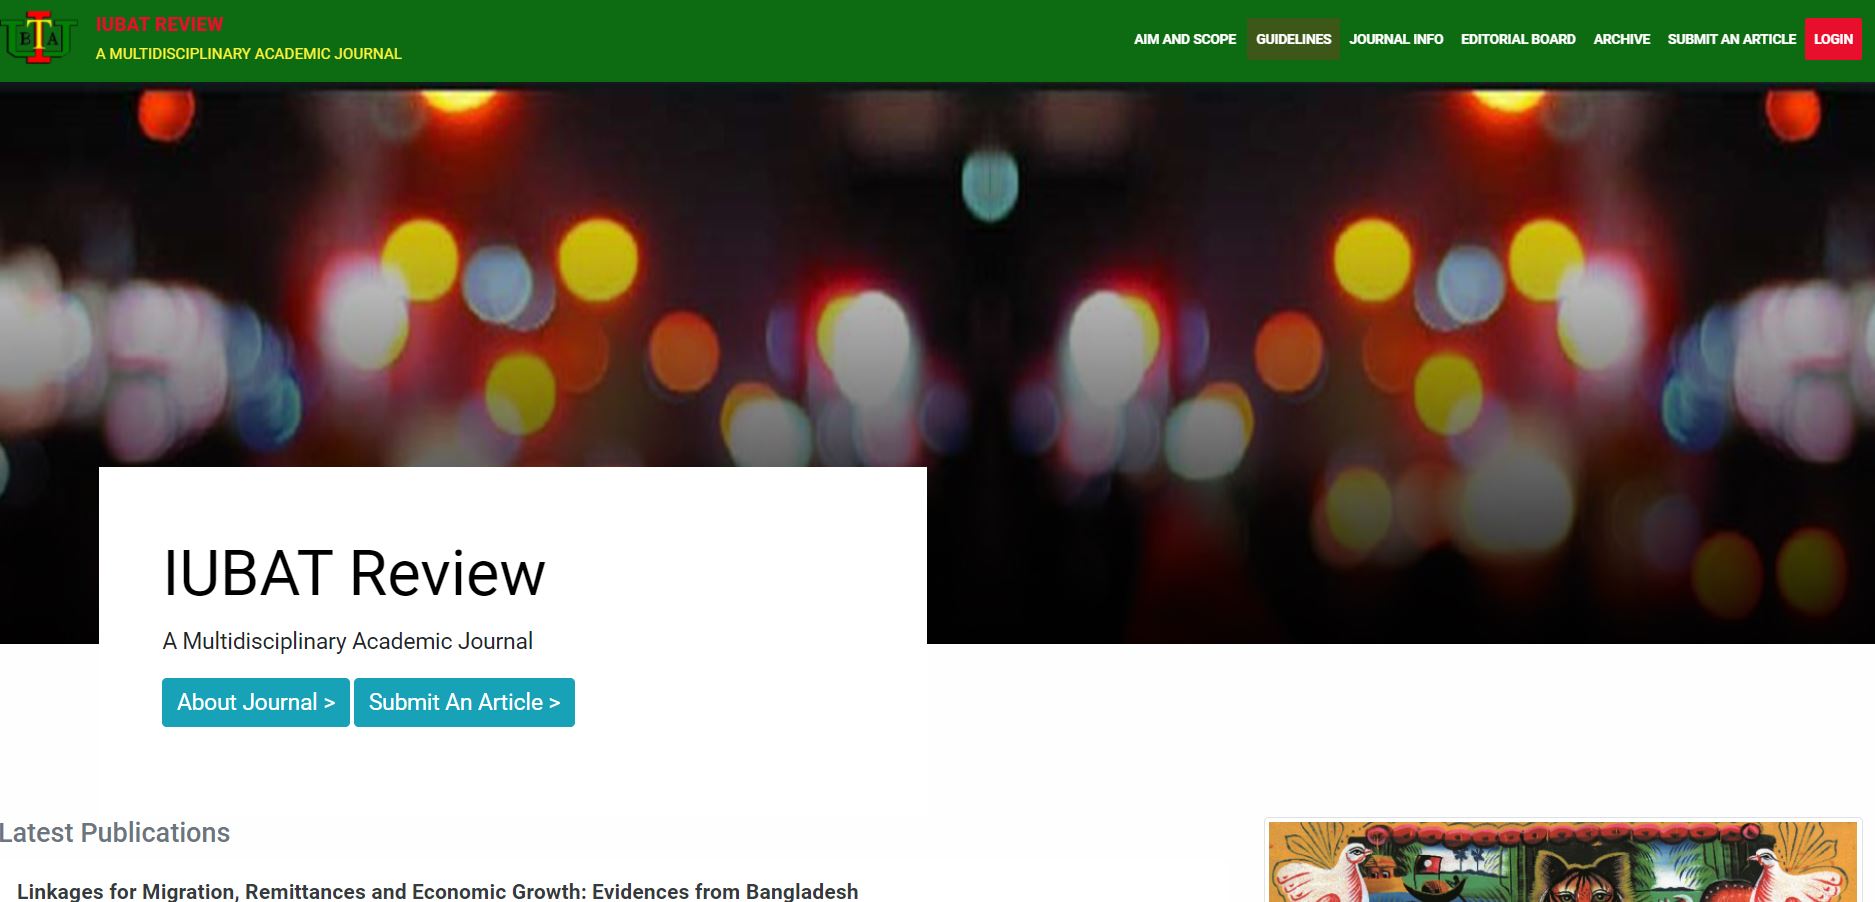 IUBAT REVIEW
A MULTIDISCIPLINARY ACADEMIC JOURNAL
AIM AND SCOPE
GUIDELINES
JOURNAL INFO
EDITORIAL BOARD
ARCHIVE
SUBMIT AN ARTICLE
LOGIN
IUBAT Review
A Multidisciplinary Academic Journal
About Journal >
Submit An Article >
Latest Publications
Linkages for Migration, Remittances and Economic Growth: Evidences from Bangladesh